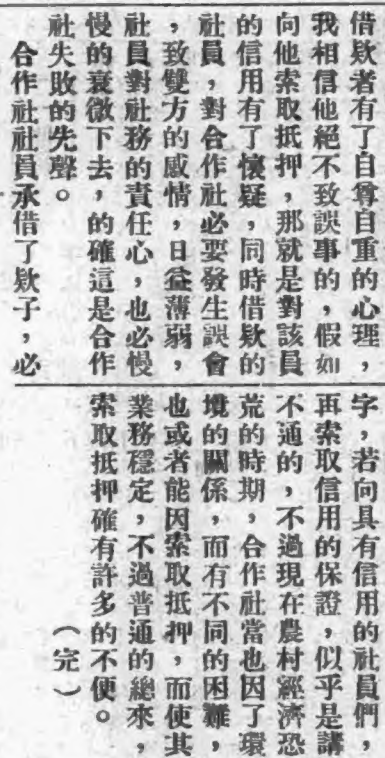 借欵者有了自尊自重的心理，
我相信他絕不致誤事的，假如
向他索取抵押，那就是對該員
的信用有了懷疑，同時借欵的
社員，對合作社必要發生誤會
，致雙方的感情，日益薄弱，
社員對社務的責任心，也必慢
慢的衰微下去，的確這是合作
社失敗的先聲。
合作社社員承借了欵子，必
字，若向具有信用的社員們，
再索取信用的保證，似乎是講
不通的，不過現在農村經濟恐
荒的時期，合作社當也因了環
境的關係，而有不同的困難，
也或者能因索取抵押，而使其
業務穩定，不過普通的總來，
索取抵押確有許多的不便。
（完）